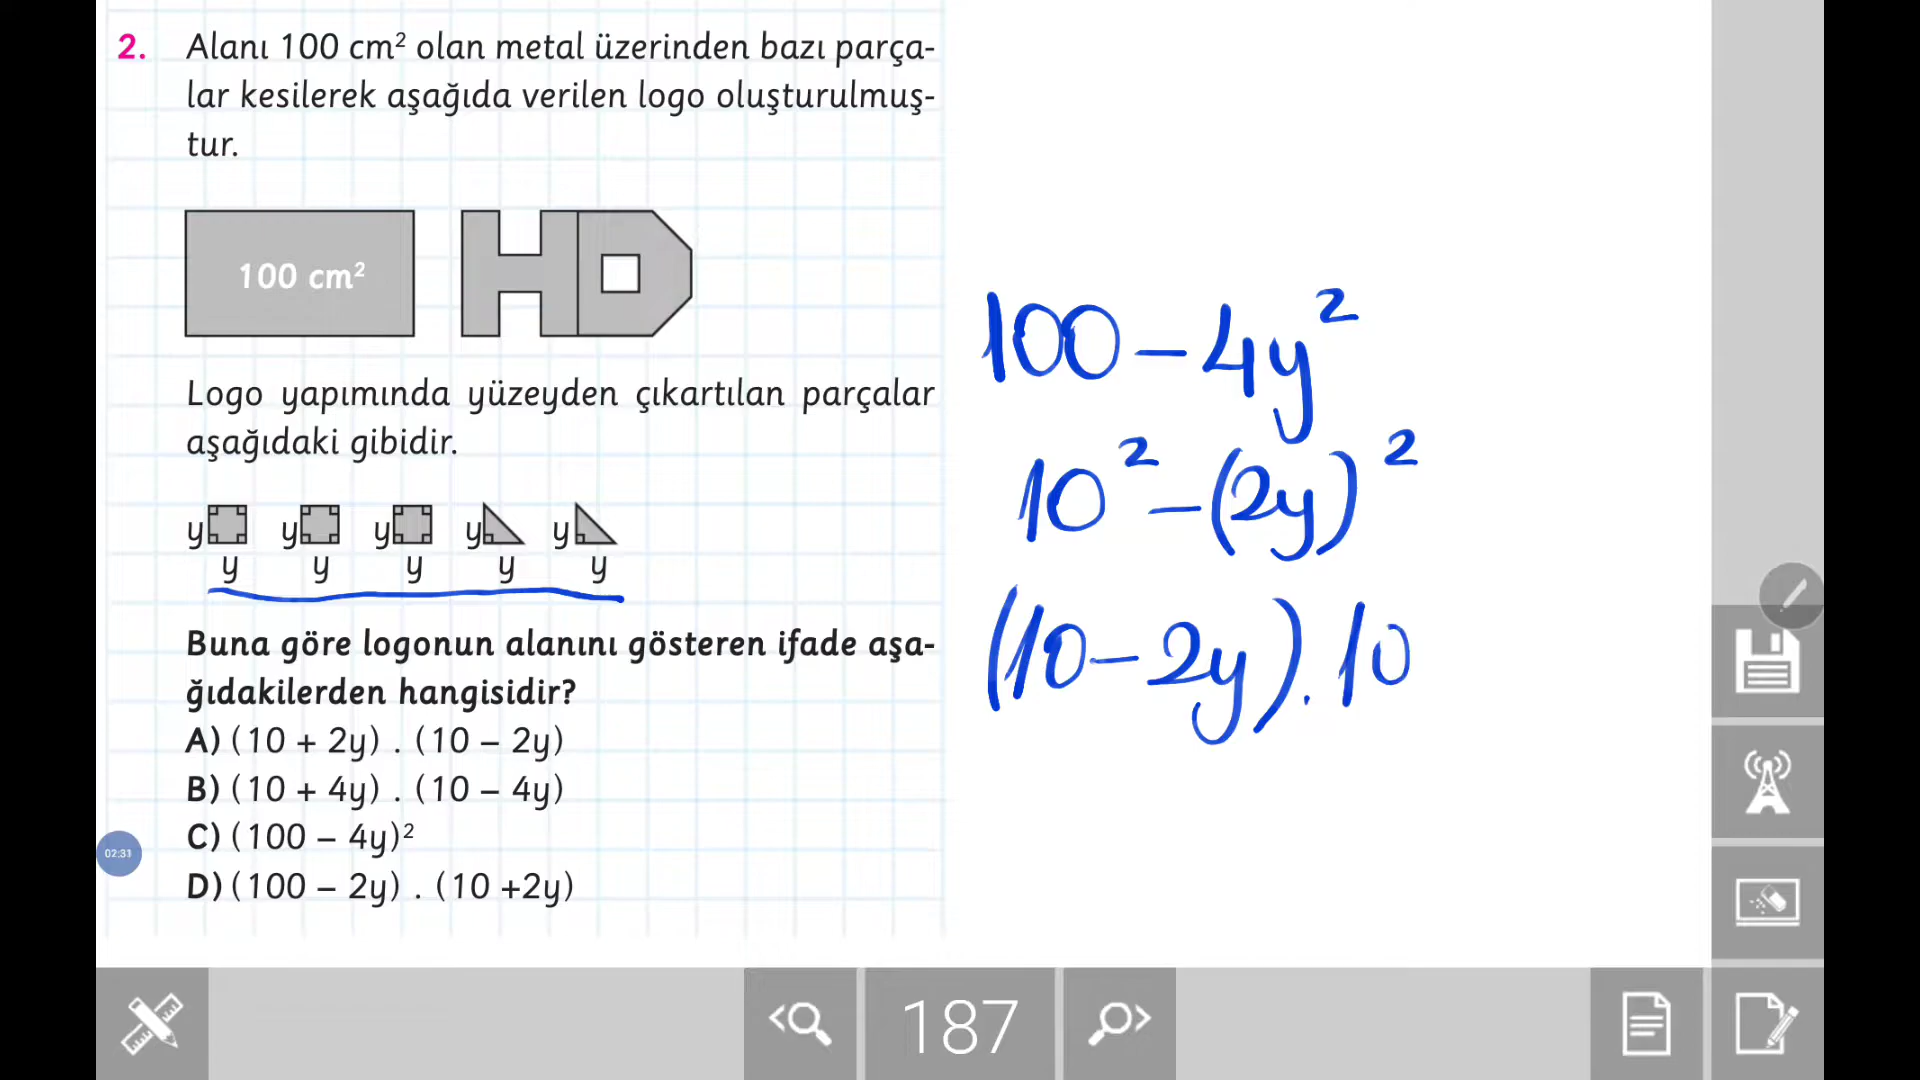 2. Alanı 100 cm² olan metal üzerinden bazı parça-
lar kesilerek aşağıda verilen logo oluşturulmuş-
tur.
100 cm²
Logo yapımında yüzeyden çıkartılan parçalar
aşağıdaki gibidir.
y y y y y
y y y y y
Buna göre logonun alanını gösteren ifade aşa-
ğıdakilerden hangisidir?
A) (10 + 2y) . (10 – 2y)
B) (10 + 4y) . (10 – 4y)
C) (100 – 4y)²
D) (100 – 2y) . (10 +2y)
100 – 4y²
10² – (2y)²
(10 – 2y) . 10
02:31
187